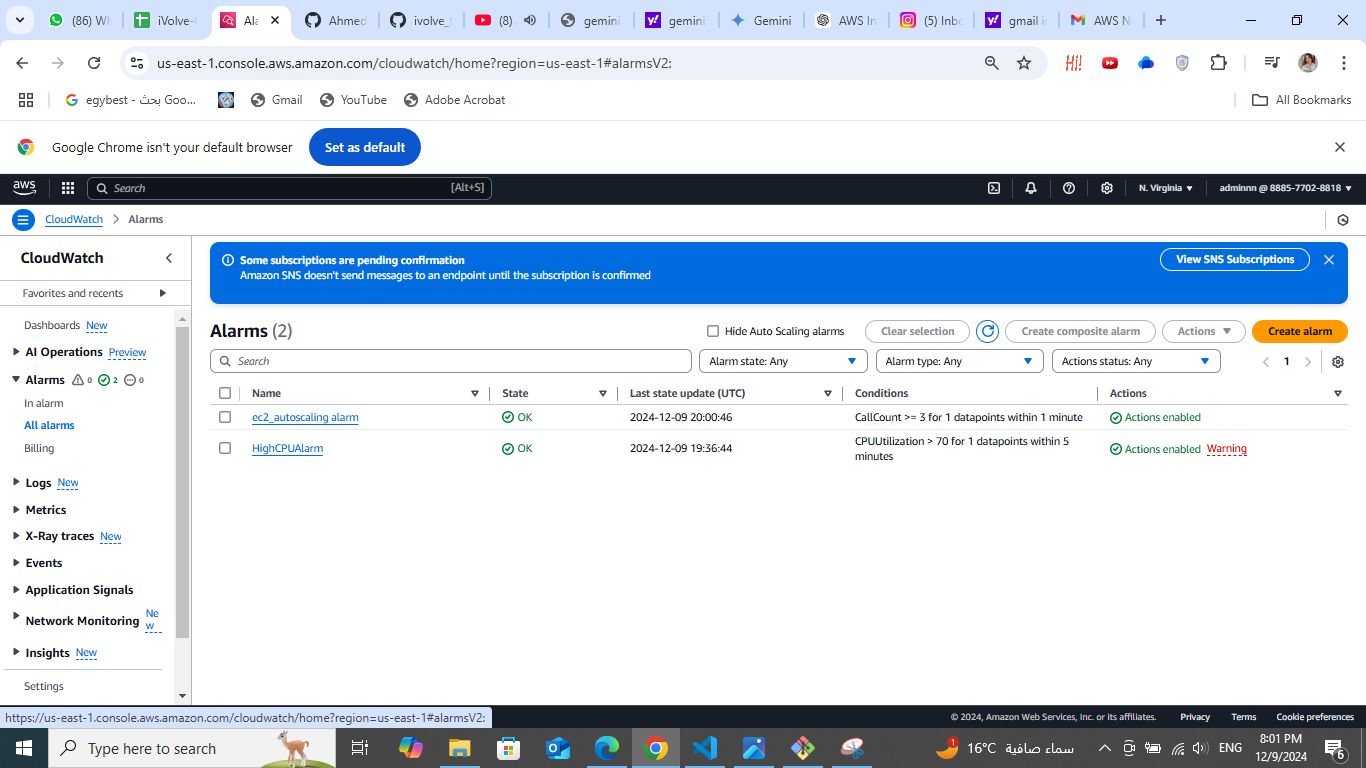 (86) Wh
iVolve-
Ala
Ahmed
ivolve_t
(8)
gemini
gemini
Gemini
AWS In
(5) Inbo
gmail i
AWS N
us-east-1.console.aws.amazon.com/cloudwatch/home?region=us-east-1#alarmsV2:
egybest - بحث Goo...
Gmail
YouTube
Adobe Acrobat
All Bookmarks
Google Chrome isn't your default browser
Set as default
aws
Search
[Alt+S]
N. Virginia
adminnn @ 8885-7702-8818
CloudWatch
Alarms
CloudWatch
Favorites and recents
Dashboards New
AI Operations Preview
Alarms 0 2 0
In alarm
All alarms
Billing
Logs New
Metrics
X-Ray traces New
Events
Application Signals
Network Monitoring Ne
w
Insights New
Settings
Some subscriptions are pending confirmation
Amazon SNS doesn't send messages to an endpoint until the subscription is confirmed
View SNS Subscriptions
Alarms (2)
Hide Auto Scaling alarms
Clear selection
Create composite alarm
Actions
Create alarm
Search
Alarm state: Any
Alarm type: Any
Actions status: Any
1
Name
State
Last state update (UTC)
Conditions
Actions
ec2_autoscaling alarm
OK
2024-12-09 20:00:46
CallCount >= 3 for 1 datapoints within 1 minute
Actions enabled
HighCPUAlarm
OK
2024-12-09 19:36:44
CPUUtilization > 70 for 1 datapoints within 5
minutes
Actions enabled Warning
https://us-east-1.console.aws.amazon.com/cloudwatch/home?region=us-east-1#alarmsV2:
© 2024, Amazon Web Services, Inc. or its affiliates.
Privacy
Terms
Cookie preferences
Type here to search
1
16°C سماء صافية
ENG
8:01 PM
12/9/2024
6